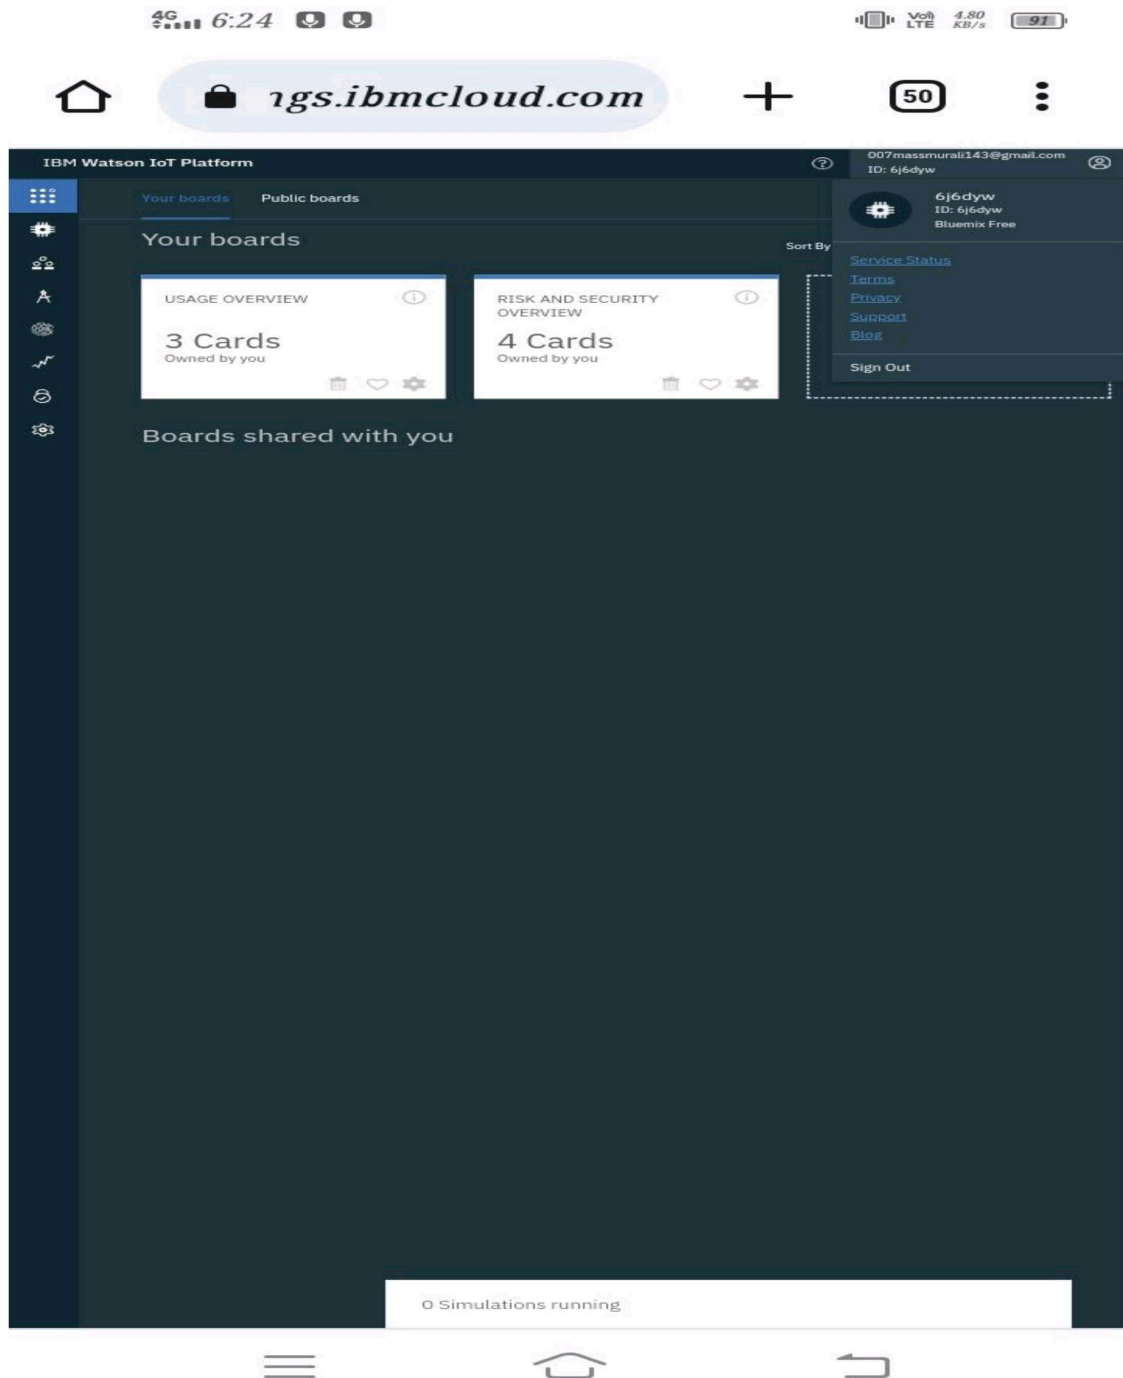 4G 6:24 Vo)) LTE 4.80 KB/s 91
ngs.ibmcloud.com 50
IBM Watson IoT Platform
007massmurali143@gmail.com
ID: 6j6dyw
Your boards Public boards
6j6dyw
ID: 6j6dyw
Bluemix Free
Your boards
Sort By
Service Status
Terms
Privacy
Support
Blog
Sign Out
USAGE OVERVIEW
3 Cards
Owned by you
RISK AND SECURITY
OVERVIEW
4 Cards
Owned by you
Boards shared with you
0 Simulations running